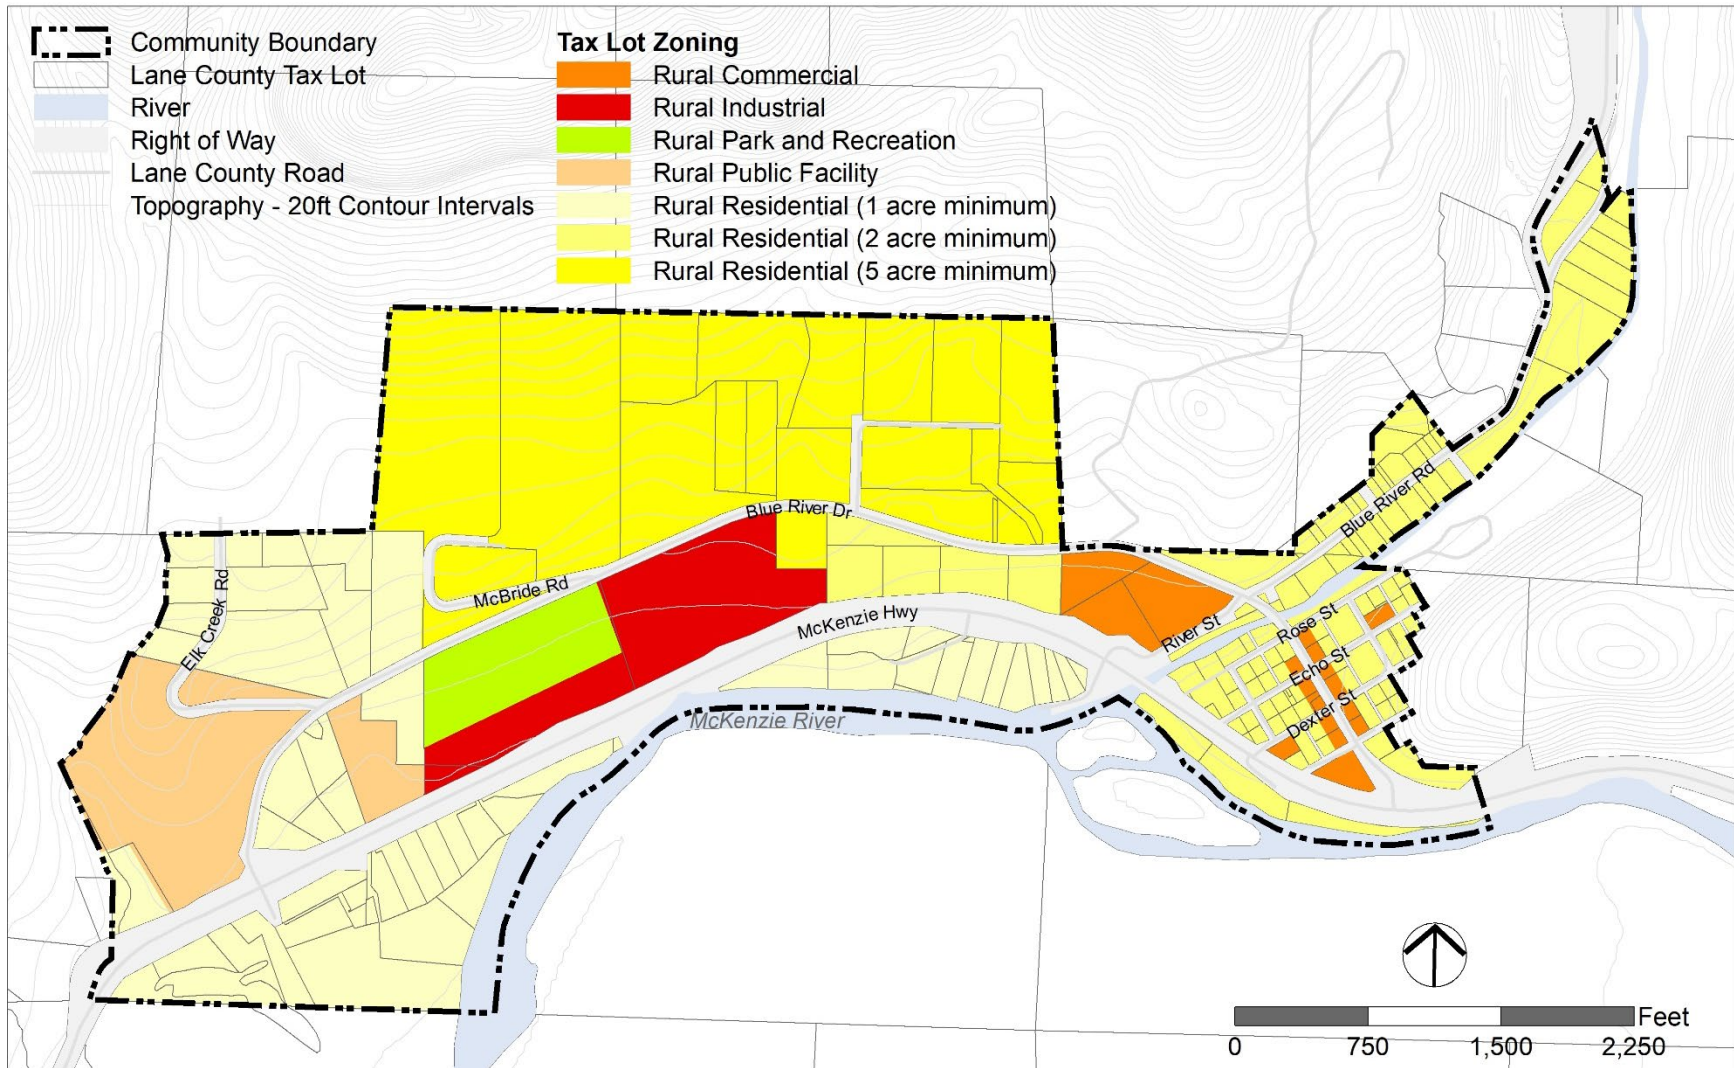 Community Boundary
Lane County Tax Lot
River
Right of Way
Lane County Road
Topography - 20ft Contour Intervals
Tax Lot Zoning
Rural Commercial
Rural Industrial
Rural Park and Recreation
Rural Public Facility
Rural Residential (1 acre minimum)
Rural Residential (2 acre minimum)
Rural Residential (5 acre minimum)
Blue River Rd
Blue River Dr
McBride Rd
Elk Creek Rd
McKenzie Hwy
River St
Rose St
Echo St
Dexter St
McKenzie River
Feet
0 750 1,500 2,250